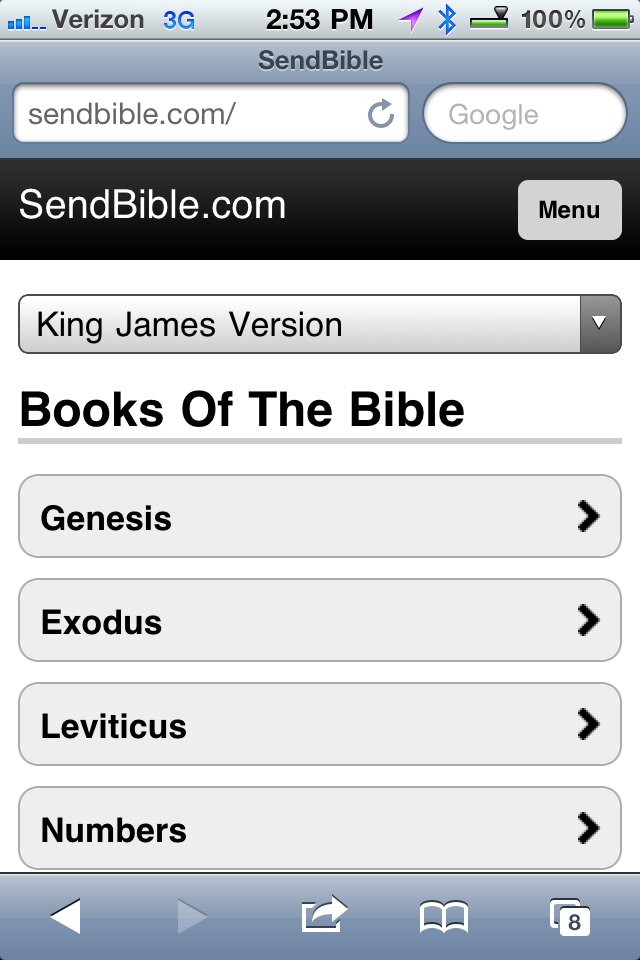 Verizon 3G 2:53 PM 100%
SendBible
sendbible.com/ Google
SendBible.com Menu
King James Version
Books Of The Bible
Genesis
Exodus
Leviticus
Numbers
8